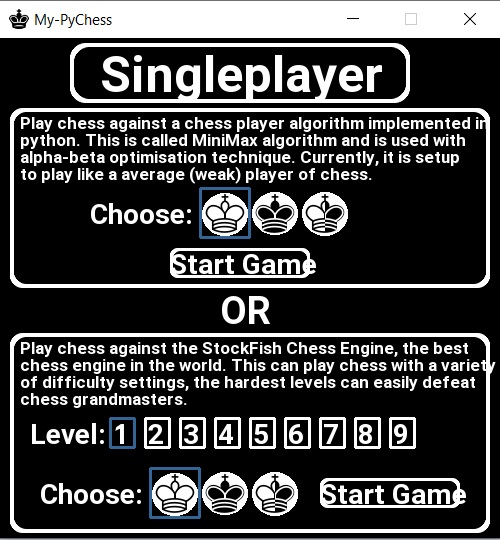 My-PyChess
Singleplayer
Play chess against a chess player algorithm implemented in
python. This is called MiniMax algorithm and is used with
alpha-beta optimisation technique. Currently, it is setup
to play like a average (weak) player of chess.
Choose:
Start Game
OR
Play chess against the StockFish Chess Engine, the best
chess engine in the world. This can play chess with a variety
of difficulty settings, the hardest levels can easily defeat
chess grandmasters.
Level: 1 2 3 4 5 6 7 8 9
Choose: Start Game